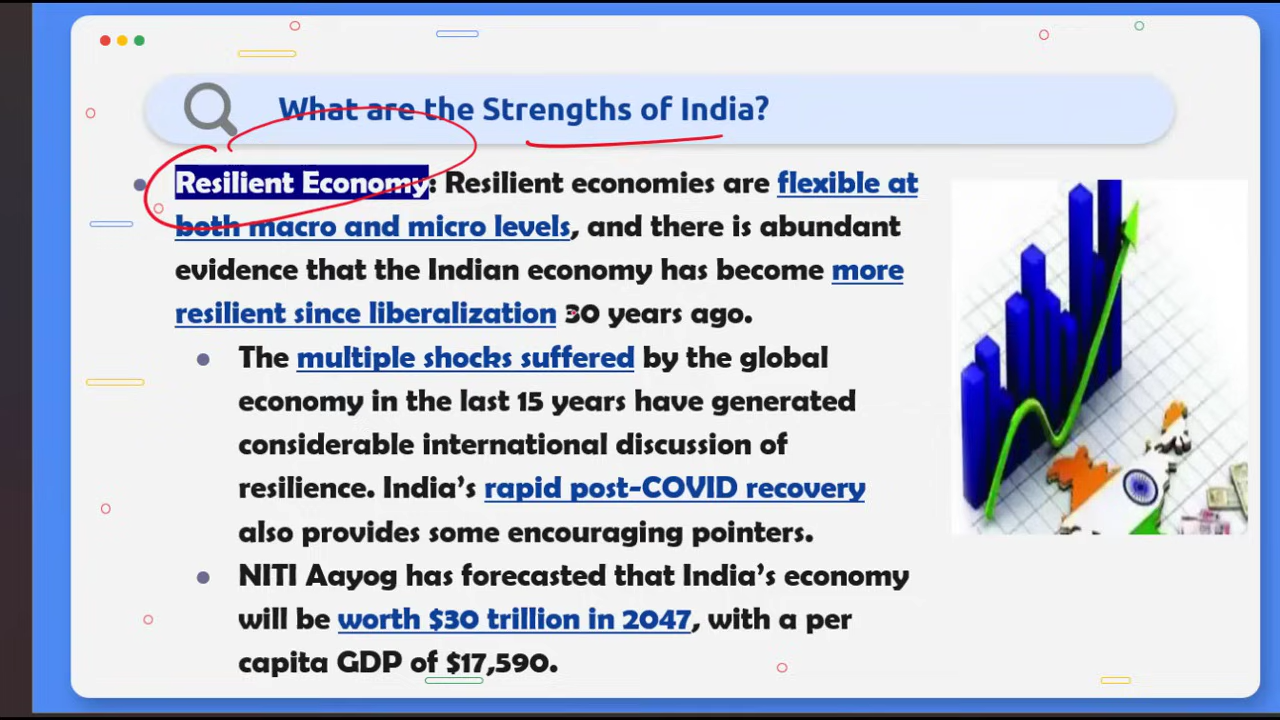 What are the Strengths of India?
Resilient Economy: Resilient economies are flexible at
both macro and micro levels, and there is abundant
evidence that the Indian economy has become more
resilient since liberalization 30 years ago.
The multiple shocks suffered by the global
economy in the last 15 years have generated
considerable international discussion of
resilience. India's rapid post-COVID recovery
also provides some encouraging pointers.
NITI Aayog has forecasted that India's economy
will be worth $30 trillion in 2047, with a per
capita GDP of $17,590.